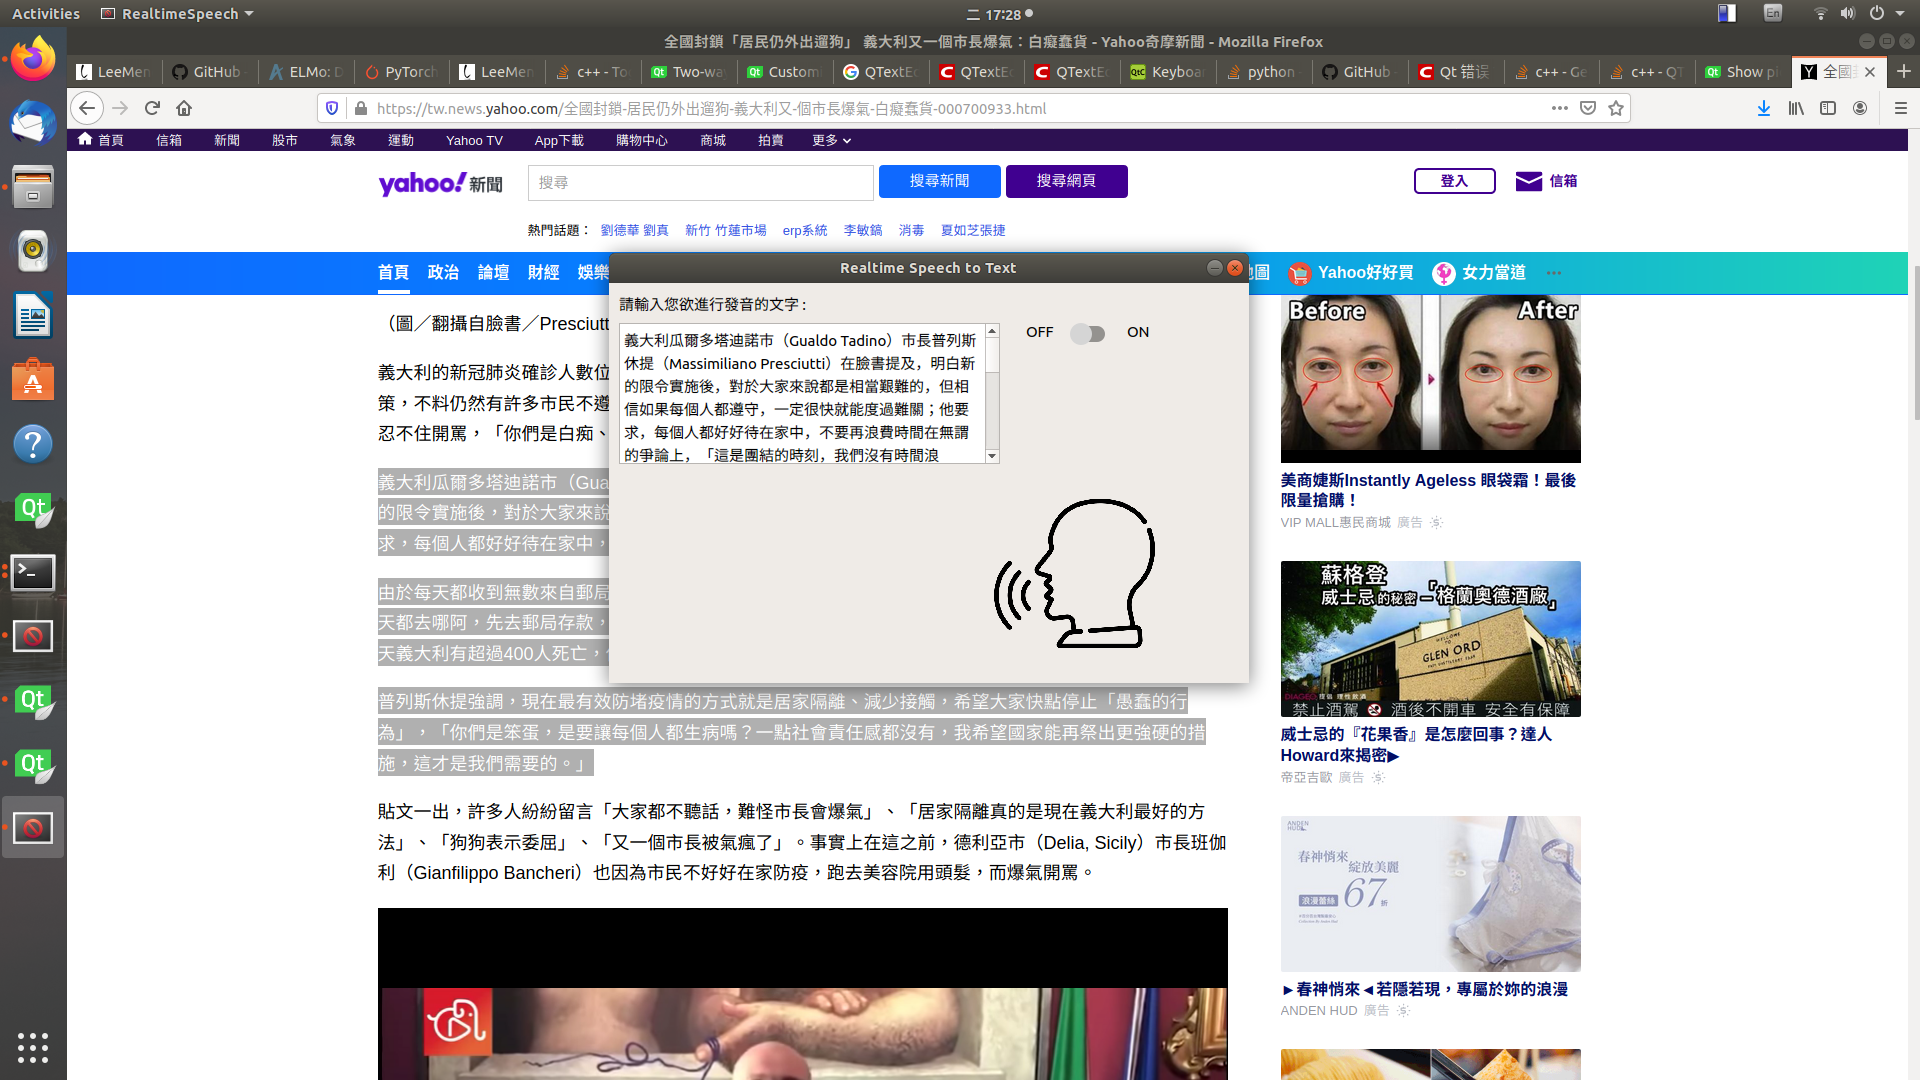 Activities
RealtimeSpeech
二 17:28
En
全國封鎖「居民仍外出遛狗」 義大利又一個市長爆氣：白癡蠢貨 - Yahoo奇摩新聞 - Mozilla Firefox
LeeMen
GitHub
ELMo: D
PyTorch
LeeMen
c++ - To
Two-wa
Customi
QTextEd
QTextEd
QTextEd
Keyboar
python
GitHub
Qt 错误
c++ - Ge
c++ - QT
Show pi
全國封
https://tw.news.yahoo.com/全國封鎖-居民仍外出遛狗-義大利又-個市長爆氣-白癡蠢貨-000700933.html
首頁 信箱 新聞 股市 氣象 運動 Yahoo TV App下載 購物中心 商城 拍賣 更多
yahoo!新聞
搜尋
搜尋新聞
搜尋網頁
登入
信箱
熱門話題： 劉德華 劉真 新竹 竹蓮市場 erp系統 李敏鎬 消毒 夏如芝張捷
首頁 政治 論壇 財經 娛樂
地圖 Yahoo好好買 女力當道
Realtime Speech to Text
請輸入您欲進行發音的文字 :
義大利瓜爾多塔迪諾市（Gualdo Tadino）市長普列斯
休提（Massimiliano Presciutti）在臉書提及，明白新
的限令實施後，對於大家來說都是相當艱難的，但相
信如果每個人都遵守，一定很快就能度過難關；他要
求，每個人都好好待在家中，不要再浪費時間在無謂
的爭論上，「這是團結的時刻，我們沒有時間浪
OFF
ON
（圖／翻攝自臉書／Presciutt
義大利的新冠肺炎確診人數位
策，不料仍然有許多市民不遵
忍不住開罵，「你們是白痴、
義大利瓜爾多塔迪諾市（Gua
的限令實施後，對於大家來說
求，每個人都好好待在家中，
由於每天都收到無數來自郵局
天都去哪阿，先去郵局存款，
天義大利有超過400人死亡，
普列斯休提強調，現在最有效防堵疫情的方式就是居家隔離、減少接觸，希望大家快點停止「愚蠢的行
為」，「你們是笨蛋，是要讓每個人都生病嗎？一點社會責任感都沒有，我希望國家能再祭出更強硬的措
施，這才是我們需要的。」
貼文一出，許多人紛紛留言「大家都不聽話，難怪市長會爆氣」、「居家隔離真的是現在義大利最好的方
法」、「狗狗表示委屈」、「又一個市長被氣瘋了」。事實上在這之前，德利亞市（Delia, Sicily）市長班伽
利（Gianfilippo Bancheri）也因為市民不好好在家防疫，跑去美容院用頭髮，而爆氣開罵。
Before
After
美商婕斯Instantly Ageless 眼袋霜！最後
限量搶購！
VIP MALL惠民商城 廣告
蘇格登
威士忌的秘密－「格蘭奧德酒廠」
WELCOME TO
GLEN ORD
DIAGEO 提倡 理性飲酒
禁止酒駕 酒後不開車 安全有保障
威士忌的『花果香』是怎麼回事？達人
Howard來揭密▶
帝亞吉歐 廣告
ANDEN
HUD
春神悄來
綻放美麗
浪漫蕾絲 67折
►春神悄來◄若隱若現，專屬於妳的浪漫
ANDEN HUD 廣告